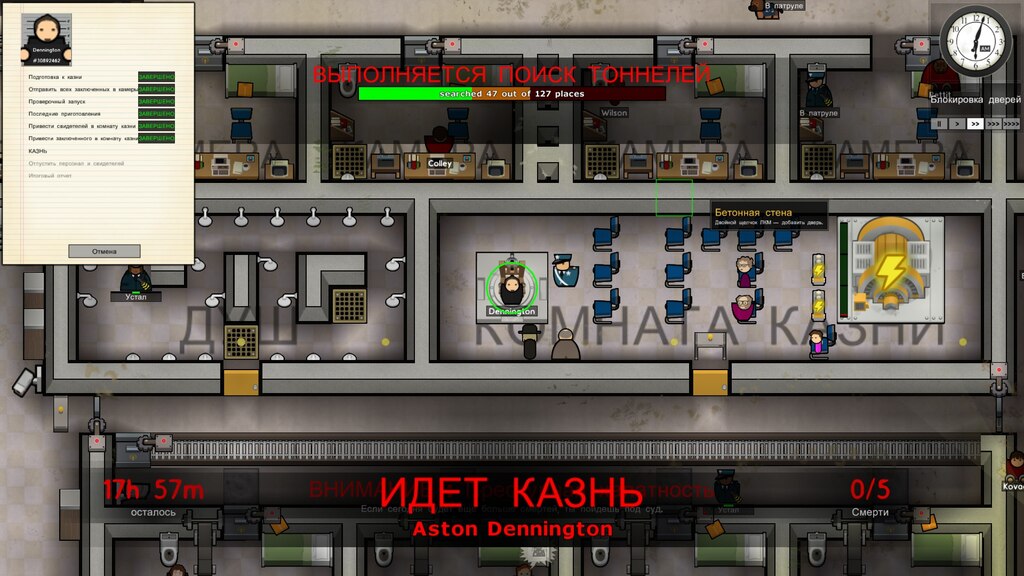 В патруле
Dennington
#30892462
Подготовка к казни ЗАВЕРШЕНО
Отправить всех заключенных в камеры ЗАВЕРШЕНО
Проверочный запуск ЗАВЕРШЕНО
Последние приготовления ЗАВЕРШЕНО
Привести свидетелей в комнату казни ЗАВЕРШЕНО
Привести заключенного в комнату казни ЗАВЕРШЕНО
КАЗНЬ
Отпустить персонал и свидетелей
Итоговый отчет
Отмена
ВЫПОЛНЯЕТСЯ ПОИСК ТОННЕЛЕЙ
searched 47 out of 127 places
AM
Блокировка дверей
Wilson
В патруле
Colley
КАМЕРА
КАМЕРА
Бетонная стена
Двойной щелчок ПКМ — добавить дверь.
Устал
Dennington
ДУШ
КОМНАТА КАЗНИ
17h 57m
осталось
ИДЕТ КАЗНЬ
Aston Dennington
0/5
Смерти
Устал